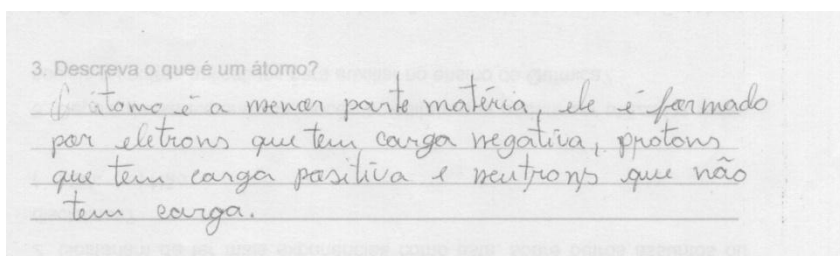 3. Descreva o que é um átomo?
O átomo, é a menor parte matéria, ele é formado
por eletrons que tem carga negativa, protons
que tem carga positiva e neutrons que não
tem carga.